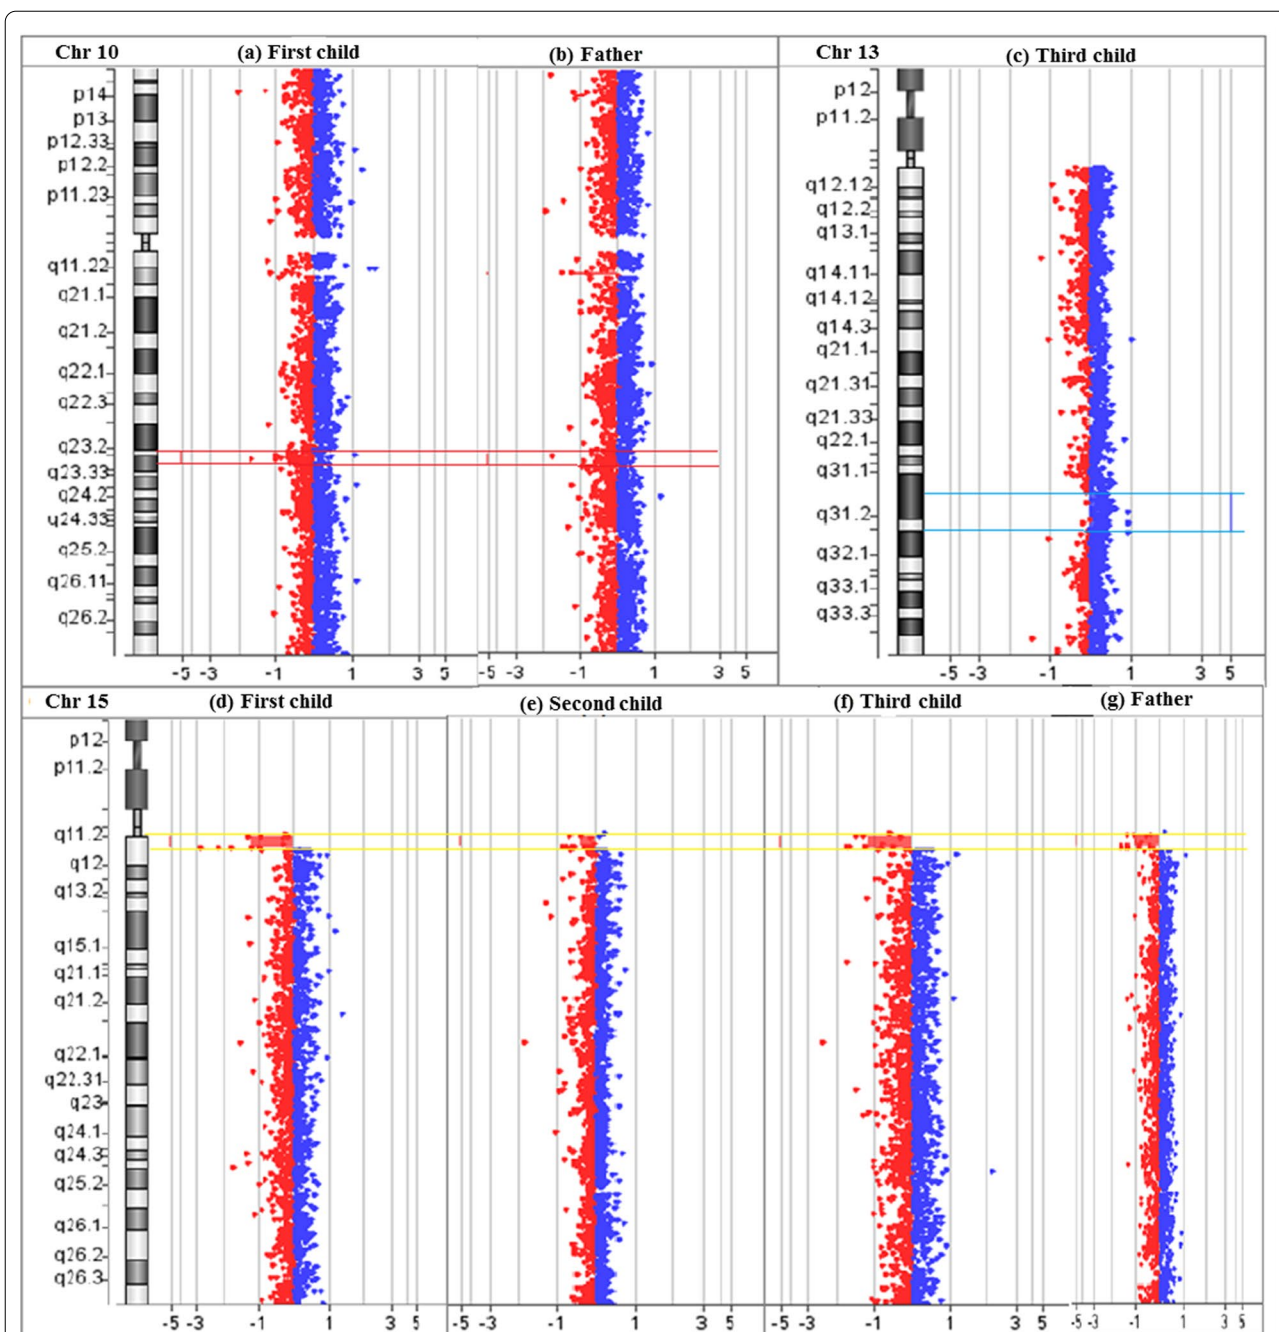 Chr 10
(a) First child
(b) Father
Chr 13
(c) Third child
p14
p13
p12.33
p12.2
p11.23
q11.22
q21.1
q21.2
q22.1
q22.3
q23.2
q23.33
q24.2
q24.33
q25.2
q26.11
q26.2
-5 -3 -1 1 3 5
-5 -3 -1 1 3 5
p12
p11.2
q12.12
q12.2
q13.1
q14.11
q14.12
q14.3
q21.1
q21.31
q21.33
q22.1
q31.1
q31.2
q32.1
q33.1
q33.3
-5 -3 -1 1 3 5
Chr 15
(d) First child
(e) Second child
(f) Third child
(g) Father
p12
p11.2
q11.2
q12
q13.2
q15.1
q21.1
q21.2
q22.1
q22.31
q23
q24.1
q24.3
q25.2
q26.1
q26.2
q26.3
-5 -3 -1 1 3 5
-5 -3 -1 1 3 5
-5 -3 -1 1 3 5
-5 -3 -1 1 3 5